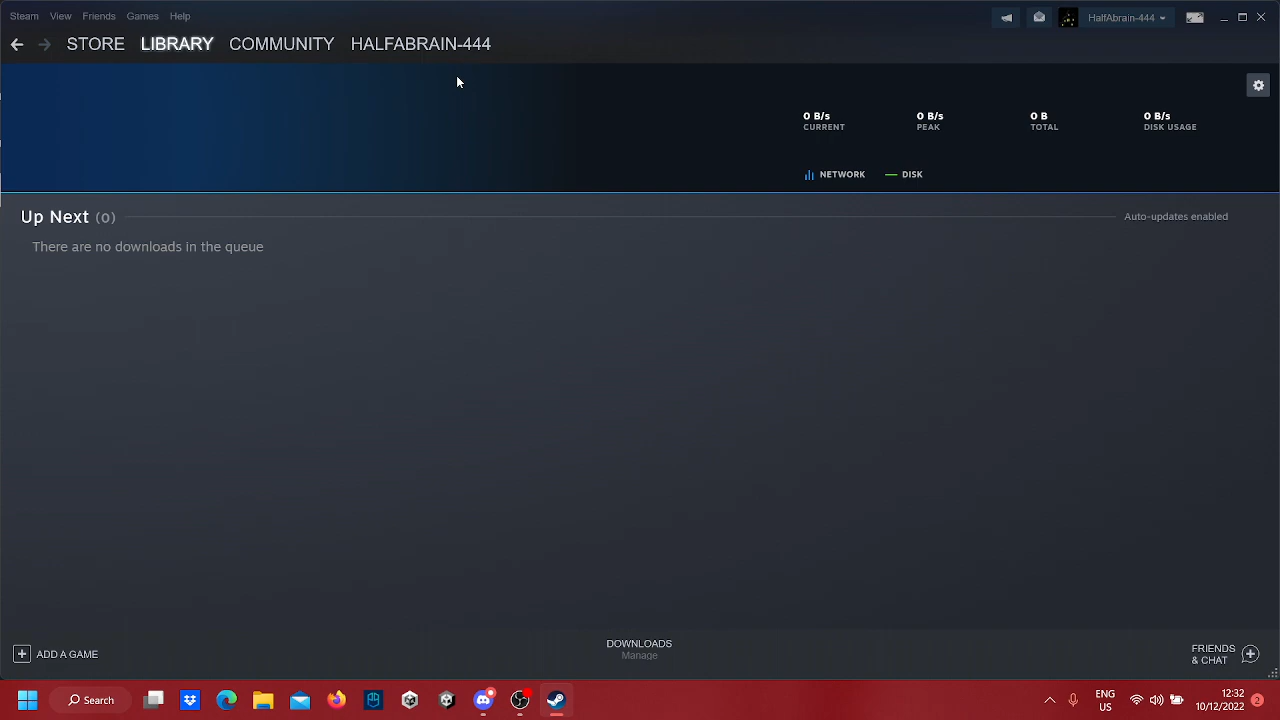 Steam View Friends Games Help HalfAbrain-444
STORE LIBRARY COMMUNITY HALFABRAIN-444
0 B/s 0 B/s 0 B 0 B/s
CURRENT PEAK TOTAL DISK USAGE
NETWORK DISK
Up Next (0) Auto-updates enabled
There are no downloads in the queue
ADD A GAME
DOWNLOADS
Manage
FRIENDS
& CHAT
Search
ENG
US
12:32
10/12/2022
2